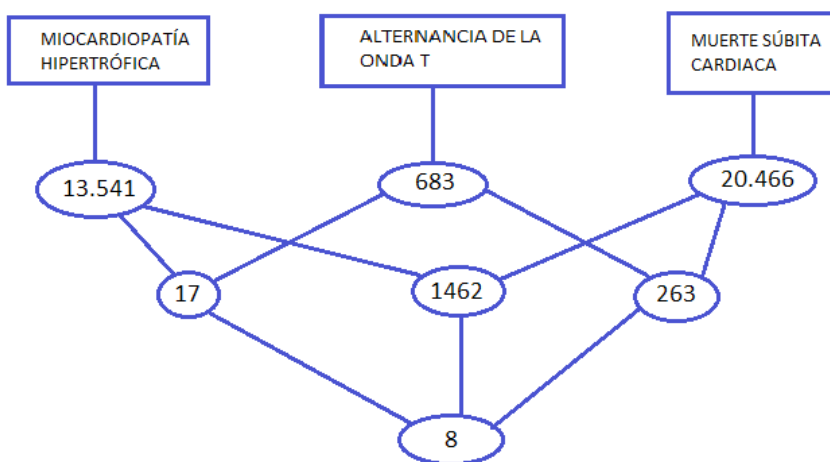 MIOCARDIOPATÍA
HIPERTRÓFICA
ALTERNANCIA DE LA
ONDA T
MUERTE SÚBITA
CARDIACA
13.541
683
20.466
17
1462
263
8